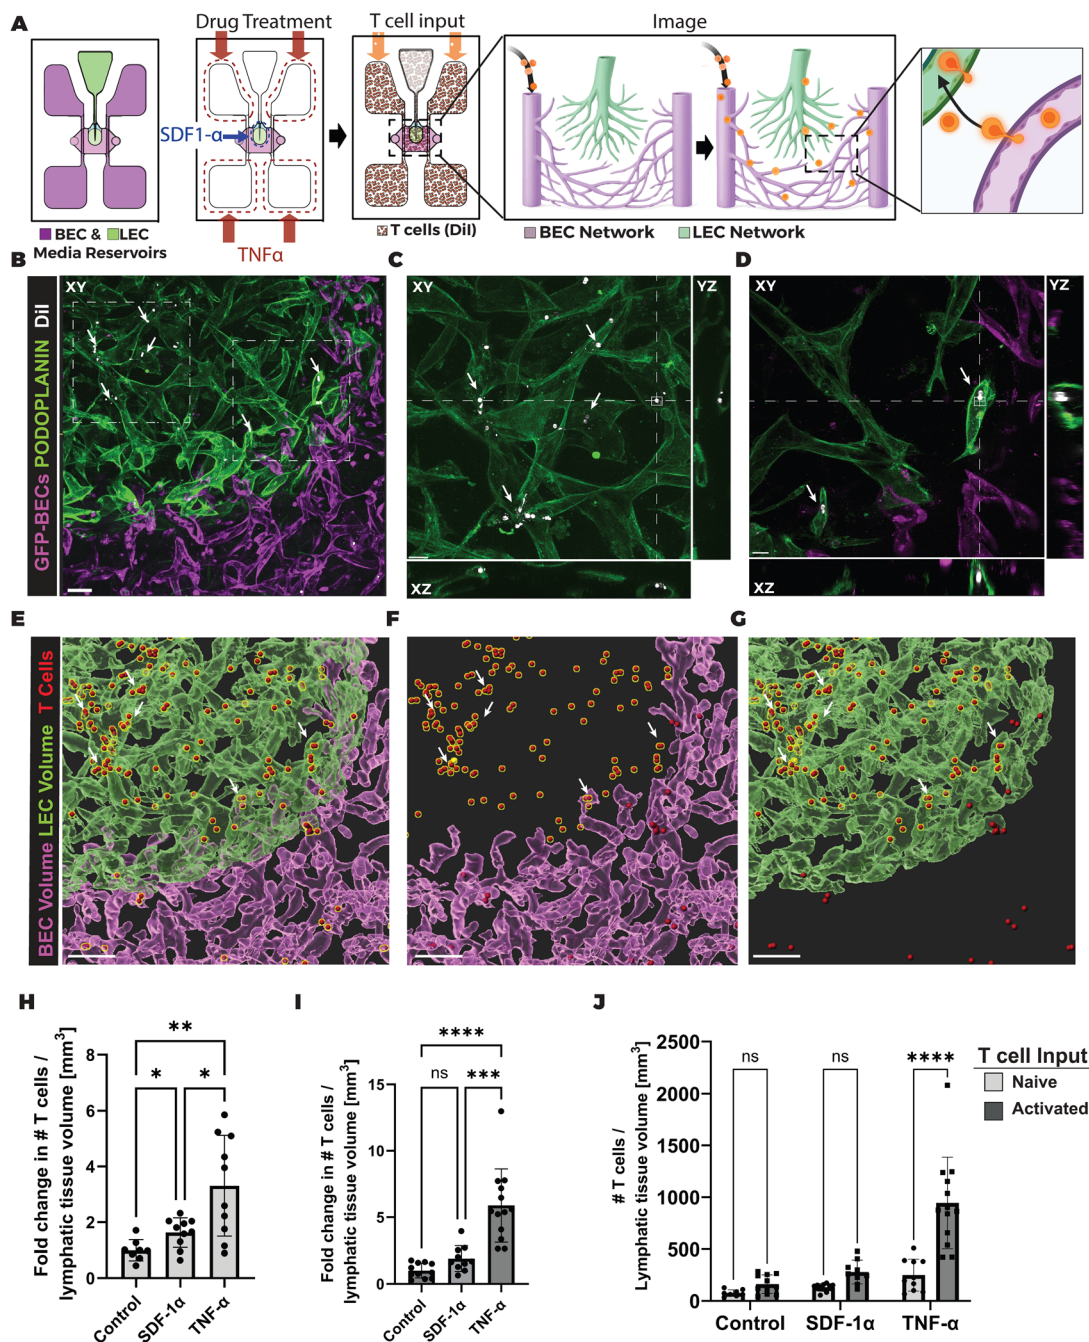 A
Drug Treatment
T cell input
Image
SDF1-α
BEC & LEC
Media Reservoirs
TNFα
T cells (DiI)
BEC Network
LEC Network
B
C
D
GFP-BECs PODOPLANIN DiI
XY
XY
YZ
XZ
XY
YZ
XZ
E
F
G
BEC Volume LEC Volume T Cells
H
Fold change in # T cells /
lymphatic tissue volume [mm³]
8
6
4
2
0
**
*
*
Control
SDF-1α
TNF-α
I
Fold change in # T cells /
lymphatic tissue volume [mm³]
15
10
5
0
****
ns
***
Control
SDF-1α
TNF-α
J
# T cells /
Lymphatic tissue volume [mm³]
2500
2000
1500
1000
500
0
ns
ns
****
Control
SDF-1α
TNF-α
T cell Input
Naive
Activated